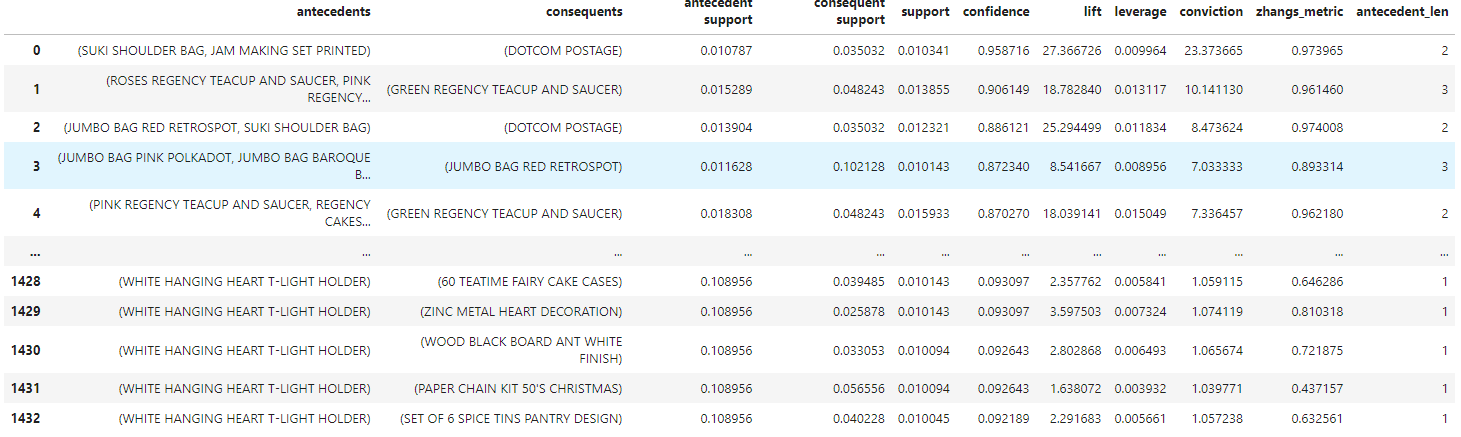 antecedents consequents antecedent support consequent support support confidence lift leverage conviction zhangs_metric antecedent_len
0 (SUKI SHOULDER BAG, JAM MAKING SET PRINTED) (DOTCOM POSTAGE) 0.010787 0.035032 0.010341 0.958716 27.366726 0.009964 23.373665 0.973965 2
1 (ROSES REGENCY TEACUP AND SAUCER, PINK REGENCY... (GREEN REGENCY TEACUP AND SAUCER) 0.015289 0.048243 0.013855 0.906149 18.782840 0.013117 10.141130 0.961460 3
2 (JUMBO BAG RED RETROSPOT, SUKI SHOULDER BAG) (DOTCOM POSTAGE) 0.013904 0.035032 0.012321 0.886121 25.294499 0.011834 8.473624 0.974008 2
3 (JUMBO BAG PINK POLKADOT, JUMBO BAG BAROQUE B... (JUMBO BAG RED RETROSPOT) 0.011628 0.102128 0.010143 0.872340 8.541667 0.008956 7.033333 0.893314 3
4 (PINK REGENCY TEACUP AND SAUCER, REGENCY CAKES... (GREEN REGENCY TEACUP AND SAUCER) 0.018308 0.048243 0.015933 0.870270 18.039141 0.015049 7.336457 0.962180 2
... ... ... ... ... ... ... ... ... ... ... ...
1428 (WHITE HANGING HEART T-LIGHT HOLDER) (60 TEATIME FAIRY CAKE CASES) 0.108956 0.039485 0.010143 0.093097 2.357762 0.005841 1.059115 0.646286 1
1429 (WHITE HANGING HEART T-LIGHT HOLDER) (ZINC METAL HEART DECORATION) 0.108956 0.025878 0.010143 0.093097 3.597503 0.007324 1.074119 0.810318 1
1430 (WHITE HANGING HEART T-LIGHT HOLDER) (WOOD BLACK BOARD ANT WHITE FINISH) 0.108956 0.033053 0.010094 0.092643 2.802868 0.006493 1.065674 0.721875 1
1431 (WHITE HANGING HEART T-LIGHT HOLDER) (PAPER CHAIN KIT 50'S CHRISTMAS) 0.108956 0.056556 0.010094 0.092643 1.638072 0.003932 1.039771 0.437157 1
1432 (WHITE HANGING HEART T-LIGHT HOLDER) (SET OF 6 SPICE TINS PANTRY DESIGN) 0.108956 0.040228 0.010045 0.092189 2.291683 0.005661 1.057238 0.632561 1